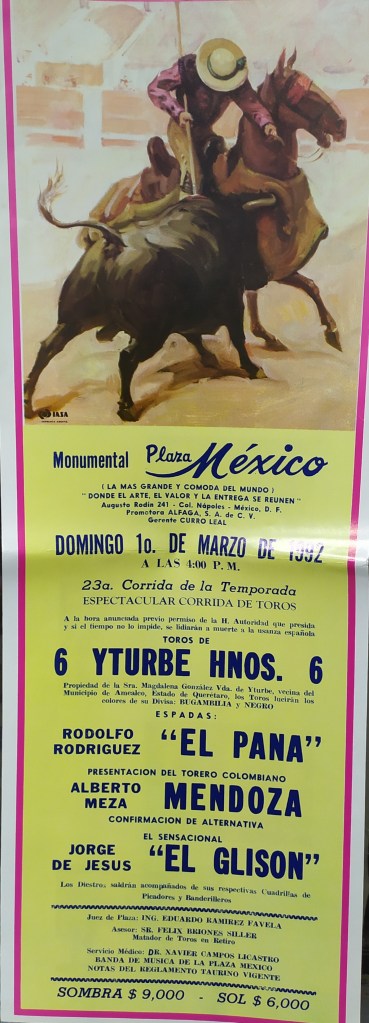 IASA
Monumental Plaza México
( LA MAS GRANDE Y COMODA DEL MUNDO )
" DONDE EL ARTE, EL VALOR Y LA ENTREGA SE REUNEN "
Augusto Rodin 241 - Col. Nápoles - México, D. F.
Promotora ALFAGA, S. A. de C. V.
Gerente CURRO LEAL
DOMINGO 1o. DE MARZO DE 1992
A LAS 4:00 P. M.
23a. Corrida de la Temporada
ESPECTACULAR CORRIDA DE TOROS
A la hora anunciada previo permiso de la H. Autoridad que presida
y si el tiempo no lo impide, se lidiarán a muerte a la usanza española
TOROS DE
6 YTURBE HNOS. 6
Propiedad de la Sra. Magdalena González Vda. de Yturbe, vecina del
Municipio de Amealco, Estado de Querétaro, los Toros lucirán los
colores de su Divisa: BUGAMBILIA y NEGRO
ESPADAS:
RODOLFO RODRIGUEZ "EL PANA"
PRESENTACION DEL TORERO COLOMBIANO
ALBERTO MEZA MENDOZA
CONFIRMACION DE ALTERNATIVA
EL SENSACIONAL
JORGE DE JESUS "EL GLISON"
Los Diestros saldrán acompañados de sus respectivas Cuadrillas de
Picadores y Banderilleros
Juez de Plaza: ING. EDUARDO RAMIREZ FAVELA
Asesor: SR. FELIX BRIONES SILLER
Matador de Toros en Retiro
Servicio Médico: DR. XAVIER CAMPOS LICASTRO
BANDA DE MUSICA DE LA PLAZA MEXICO
NOTAS DEL REGLAMENTO TAURINO VIGENTE
SOMBRA $ 9,000 - SOL $ 6,000